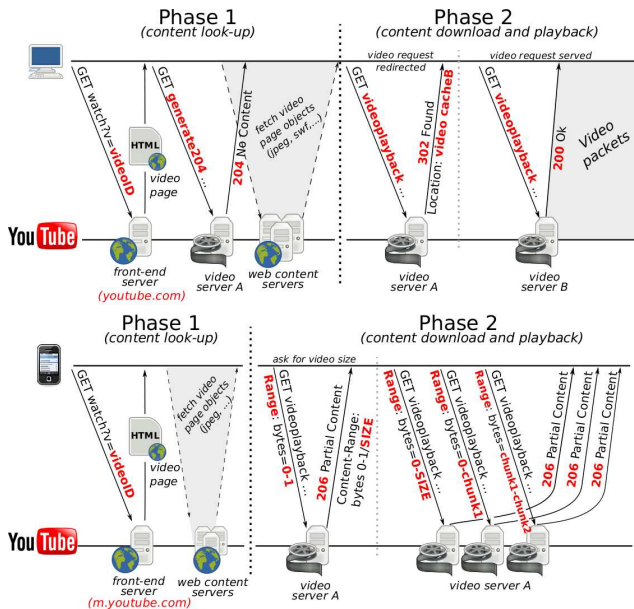 Phase 1
(content look-up)
Phase 2
(content download and playback)
video request
redirected
video request served
GET watch?v=videoID
HTML
video
page
GET generate204 ...
204 No Content
fetch video
page objects
(jpeg, swf,...)
GET videoplayback ...
302 Found
Location: video cacheB
GET videoplayback ...
200 Ok
Video
packets
YouTube
front-end
server
(youtube.com)
video
server A
web content
servers
video
server A
video
server B
Phase 1
(content look-up)
Phase 2
(content download and playback)
ask for video size
GET watch?v=videoID
HTML
video
page
fetch video
page objects
(jpeg, ...)
GET videoplayback ...
Range: bytes=0-1
206 Partial Content
Content-Range:
bytes 0-1/SIZE
GET videoplayback ...
Range: bytes=0-SIZE
GET videoplayback ...
Range: bytes=0-chunk1
GET videoplayback ...
Range: bytes=chunk1-chunk2
206 Partial Content
206 Partial Content
206 Partial Content
YouTube
front-end
server
(m.youtube.com)
web content
servers
video
server A
video server A